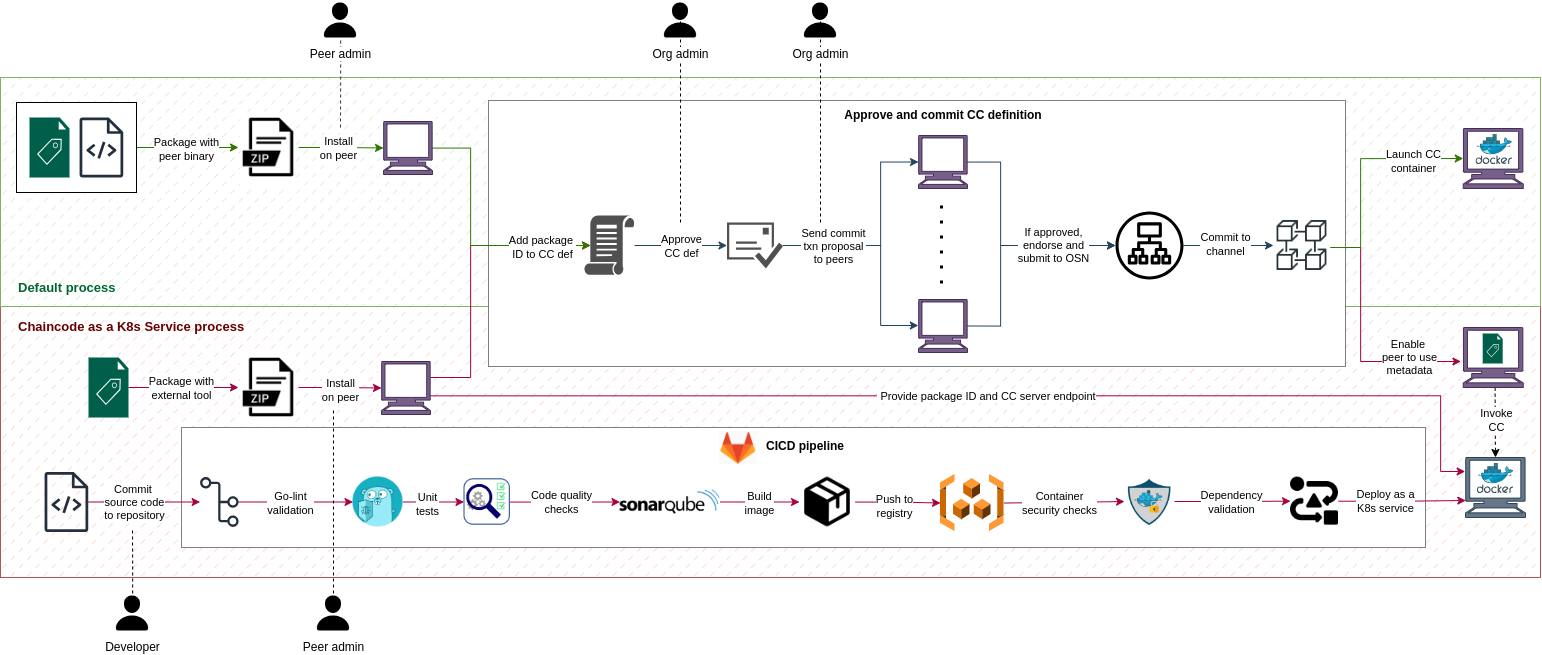 Peer admin
Org admin
Org admin
Approve and commit CC definition
Package with
peer binary
ZIP
Install
on peer
Launch CC
container
docker
Add package
ID to CC def
Approve
CC def
Send commit
txn proposal
to peers
If approved,
endorse and
submit to OSN
Commit to
channel
Default process
Chaincode as a K8s Service process
Package with
external tool
ZIP
Install
on peer
Enable
peer to use
metadata
Provide package ID and CC server endpoint
Invoke
CC
CICD pipeline
Commit
source code
to repository
Go-lint
validation
Unit
tests
Code quality
checks
sonarqube
Build
image
Push to
registry
Container
security checks
Dependency
validation
Deploy as a
K8s service
docker
Developer
Peer admin